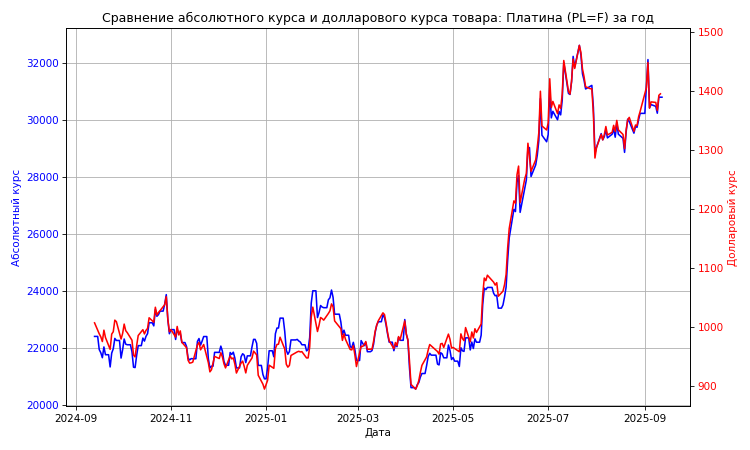 Сравнение абсолютного курса и долларового курса товара: Платина (PL=F) за год
Абсолютный курс
32000
30000
28000
26000
24000
22000
20000
1500
1400
1300
1200
1100
1000
900
Долларовый курс
2024-09 2024-11 2025-01 2025-03 2025-05 2025-07 2025-09
Дата